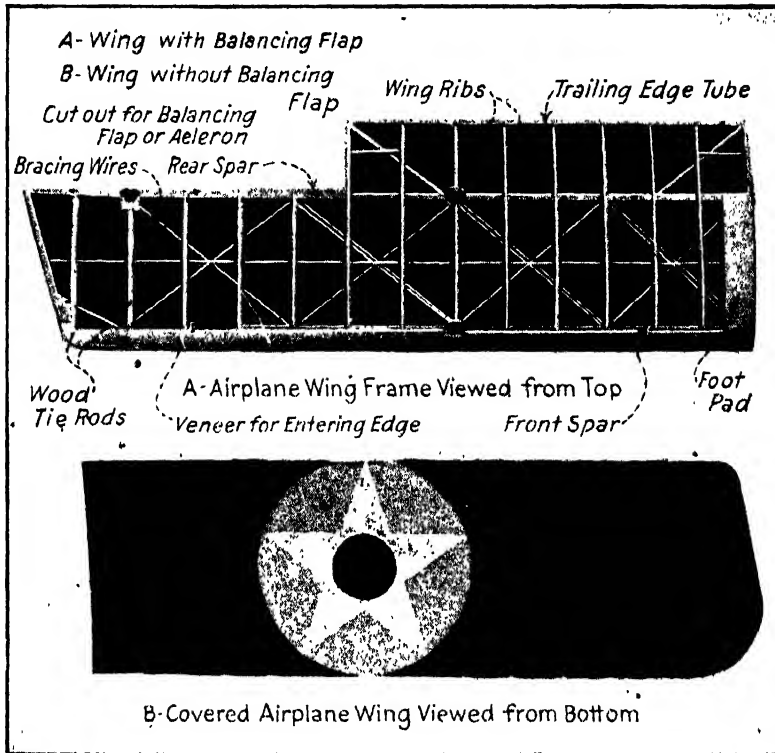 A- Wing with Balancing Flap
B- Wing without Balancing
Flap
Cut out for Balancing
Flap or Aeleron
Wing Ribs
Trailing Edge Tube
Bracing Wires
Rear Spar
A-Airplane Wing Frame Viewed from Top
Wood
Tie Rods
Veneer for Entering Edge
Front Spar
Foot
Pad
B-Covered Airplane Wing Viewed from Bottom